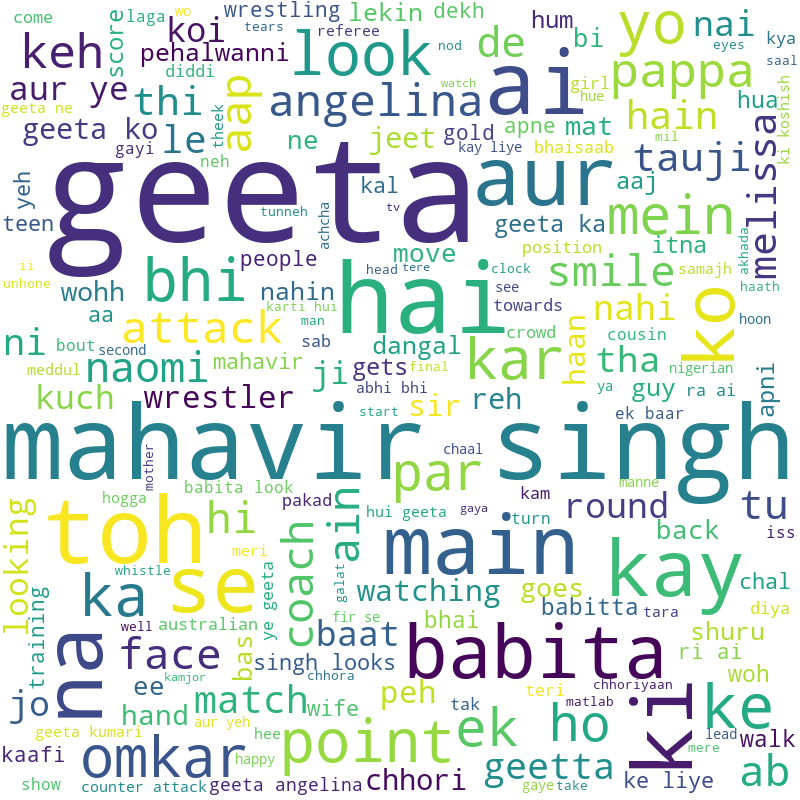 come
laga
wo
wrestling
lekin
dekh
yo
nai
score
koi
tears
referee
look
de
hum
bi
kya
keh
pehalwanni
nod
ai
eyes
saal
aur ye
diddi
thi
aap
angelina
watch
girl
hue
pappa
hua
ki koshish
geeta ne
theek
hain
geeta ko
le
ne
jeet
gold
apne
mat
mil
melissa
gayi
neh
kay liye
bhaisaab
tauji
geeta
aur
yeh
kal
aaj
teen
tunneh
achcha
tv
geeta ka
mein
people
move
position
itna
akhada
ii
unhone
bhi
hai
head
tere
clock
smile
samajh
haath
wohh
nahin
see
towards
ko
aa
karti hui
man
nahi
hoon
attack
crowd
cousin
ni
bout
second
sab
dangal
kar
haan
tha
naomi
mahavir
ji
gets
final
nigerian
meddul
abhi bhi
guy
ya
ra ai
apni
kuch
wrestler
start
sir
reh
ek baar
mahavir singh
mother
chaal
par
toh
hogga
babita look
pakad
kam
manne
hi
ain
round
tu
looking
se
hui geeta
gaya
turn
main
back
iss
meri
coach
galat
kay
whistle
ka
watching
goes
chal
training
na
ye geeta
fir se
babitta
tara
diya
australian
well
bas
baat
bhai
babita
shuru
face
singh looks
ri ai
kamjor
chhora
woh
ee
peh
teri
chhoriyaan
jo
match
wife
tak
matlab
ki
ke
hand
ek
ho
aur yeh
hee
point
mere
lead
geeta kumari
walk
omkar
happy
geetta
kaafi
chhori
ab
show
counter attack
geeta angelina
gaye
take
ke liye